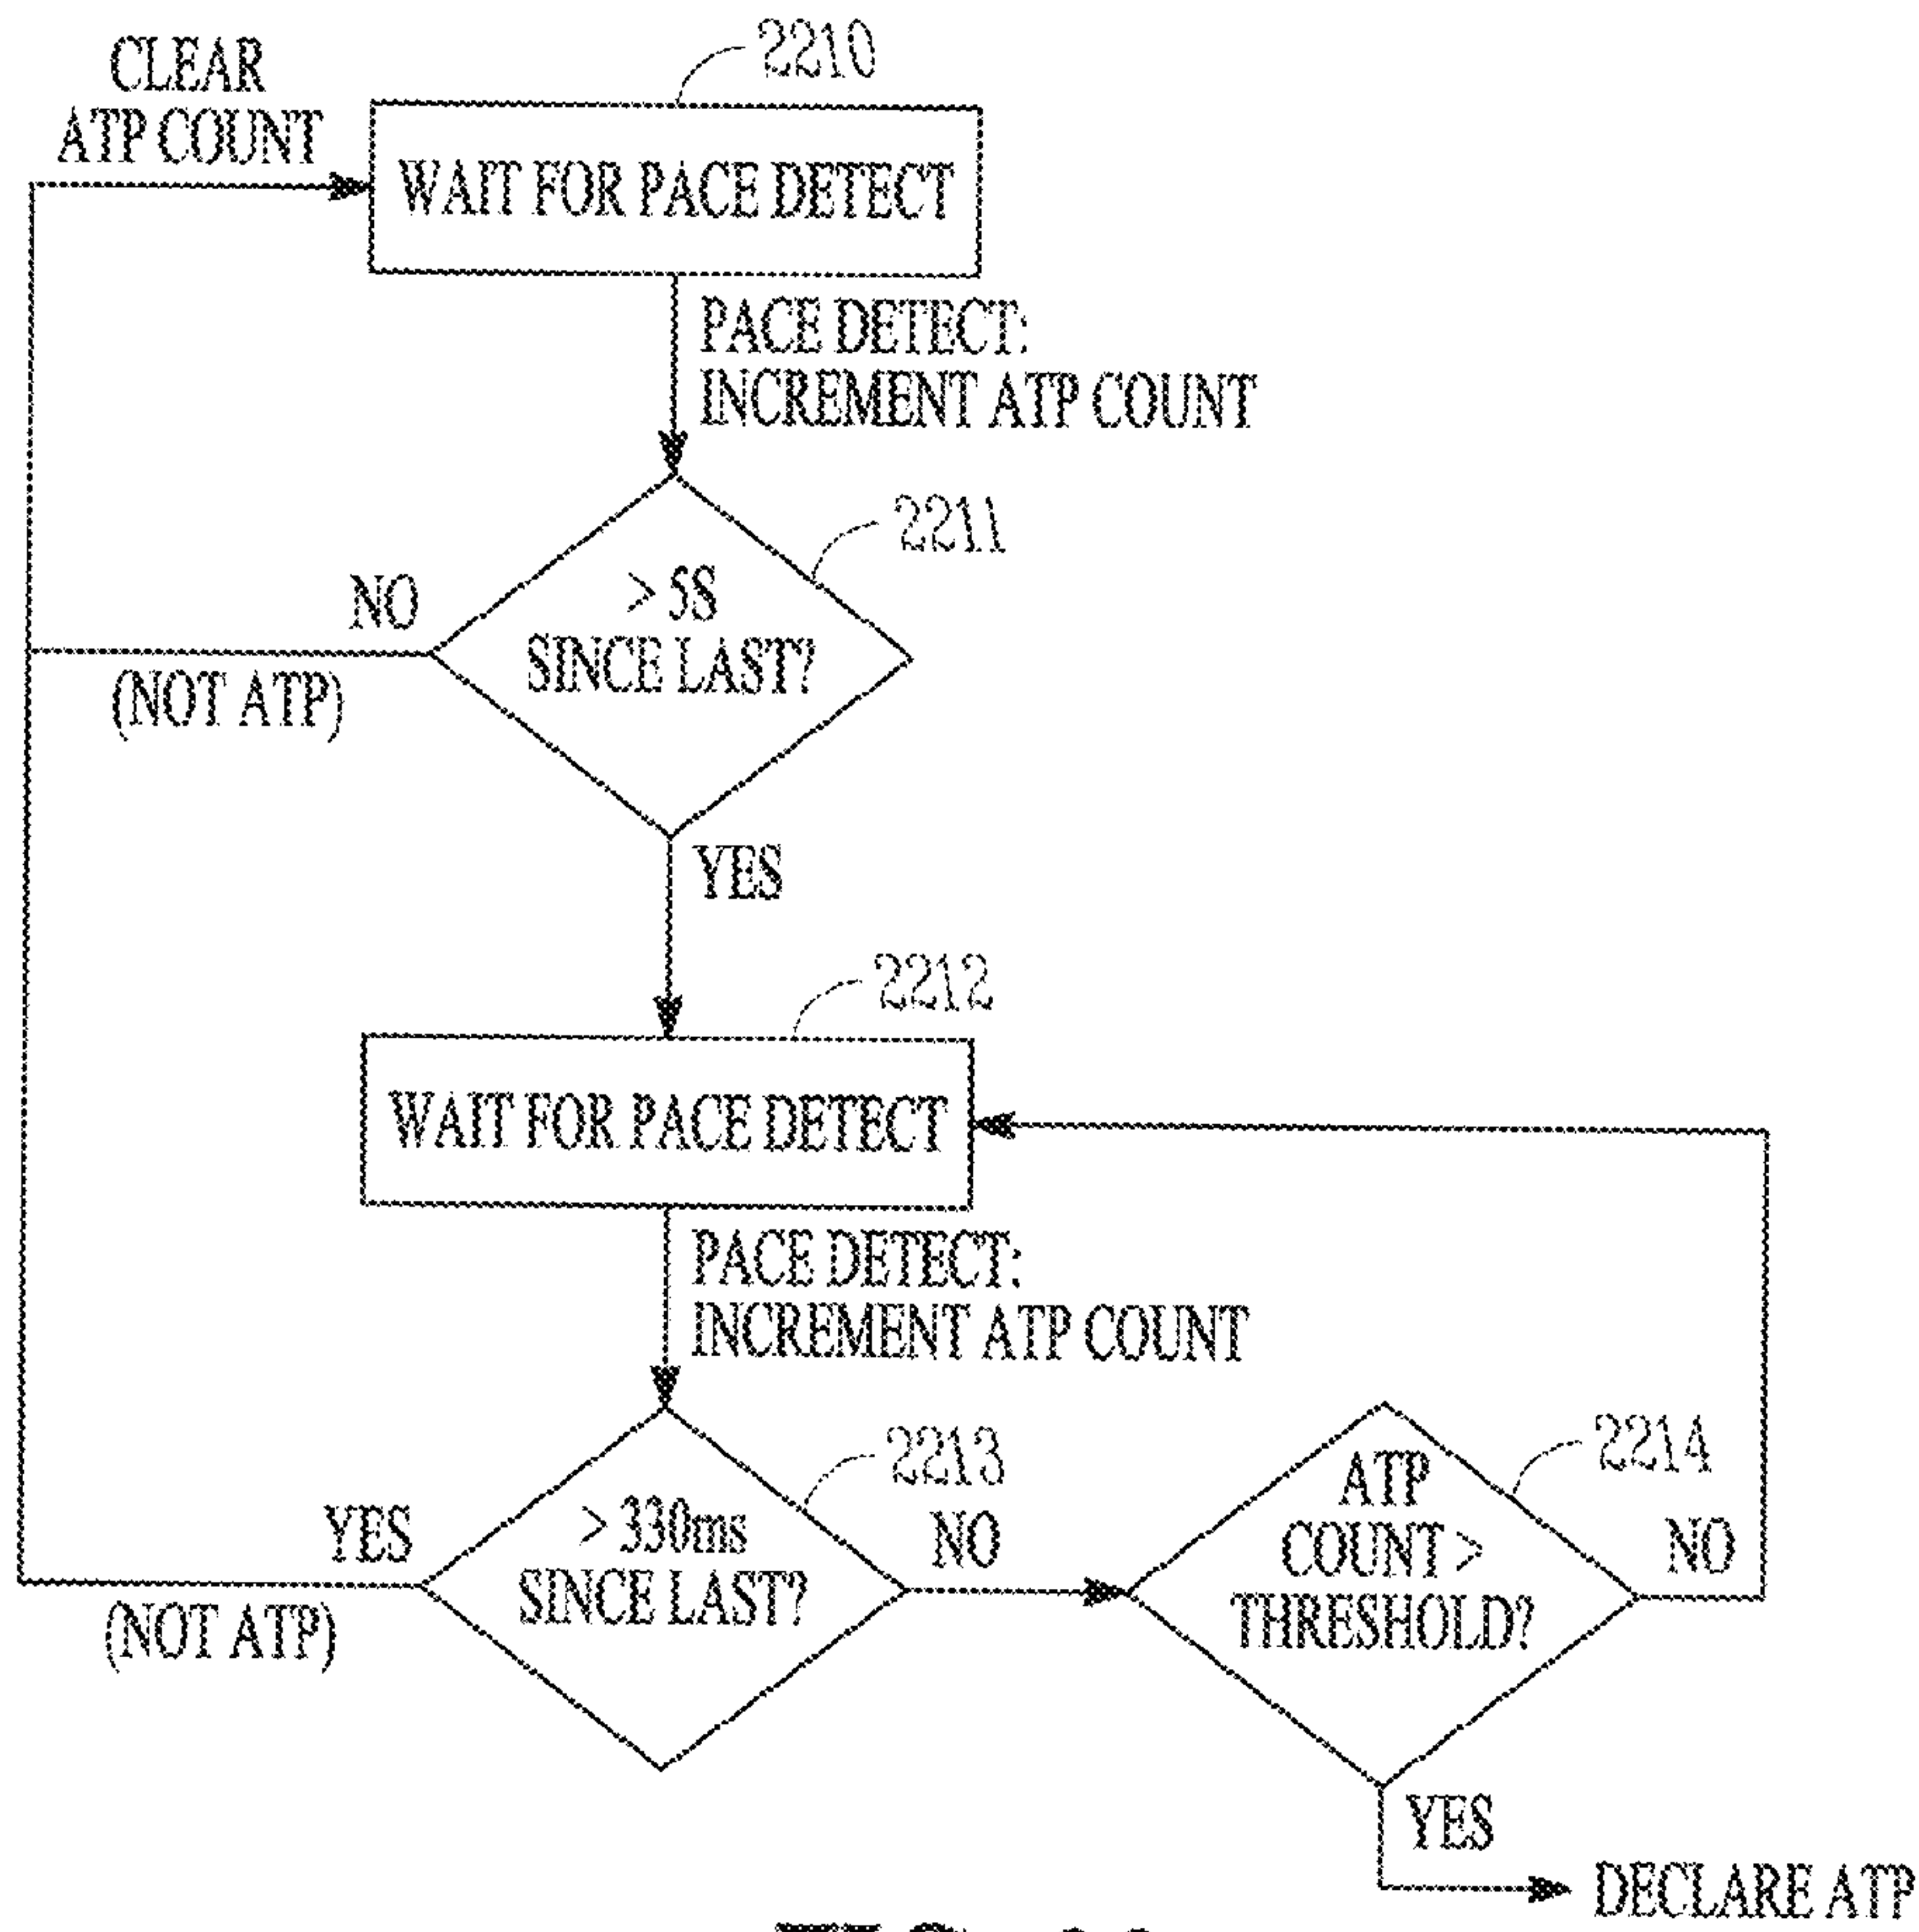 2210
CLEAR
ATP COUNT
WAIT FOR PACE DETECT
PACE DETECT:
INCREMENT ATP COUNT
2211
> 5S
SINCE LAST?
NO
(NOT ATP)
YES
2212
WAIT FOR PACE DETECT
PACE DETECT:
INCREMENT ATP COUNT
2213
> 330ms
SINCE LAST?
YES
(NOT ATP)
NO
2214
ATP
COUNT >
THRESHOLD?
NO
YES
DECLARE ATP